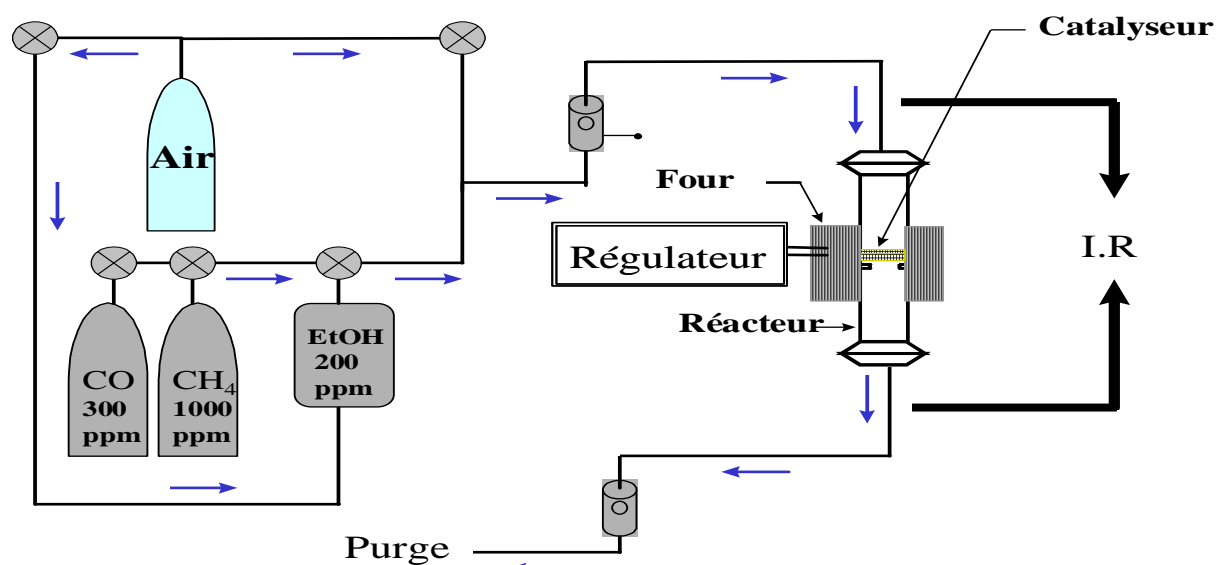 Catalyseur
Air
Four
I.R
Régulateur
Réacteur
EtOH
200
ppm
CO
300
ppm
CH₄
1000
ppm
Purge